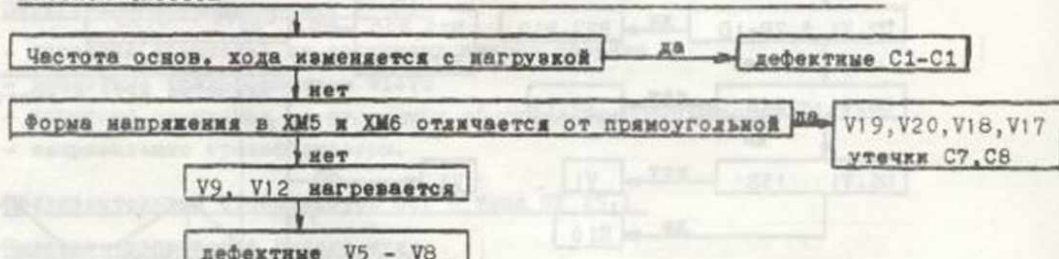 Частота основ. хода изменяется с нагрузкой
да
дефектные С1-С1
нет
Форма напряжения в ХМ5 и ХМ6 отличается от прямоугольной
да
V19,V20,V18,V17
утечки С7,С8
нет
V9, V12 нагревается
дефектные V5 - V8